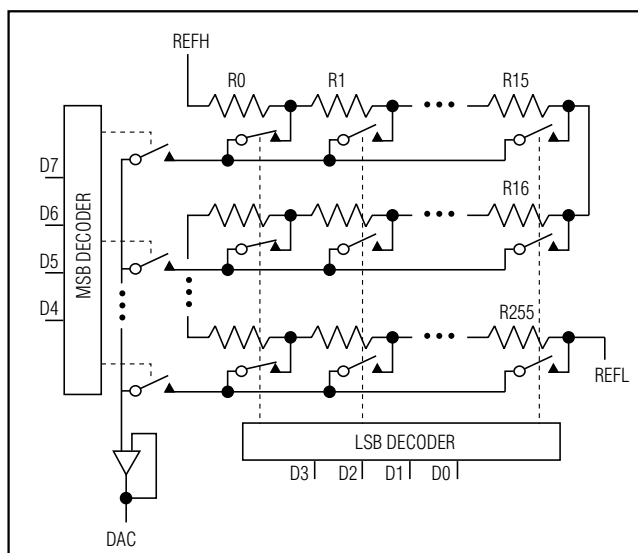 REFH
R0
R1
R15
D7
D6
D5
D4
MSB DECODER
R16
R255
REFL
LSB DECODER
D3
D2
D1
D0
DAC